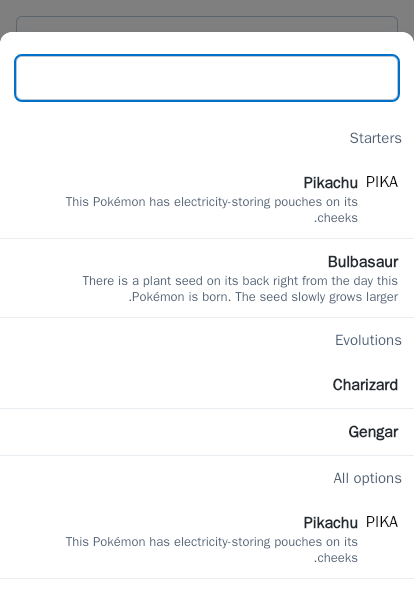 Starters
Pikachu PIKA
This Pokémon has electricity-storing pouches on its
.cheeks
Bulbasaur
There is a plant seed on its back right from the day this
.Pokémon is born. The seed slowly grows larger
Evolutions
Charizard
Gengar
All options
Pikachu PIKA
This Pokémon has electricity-storing pouches on its
.cheeks